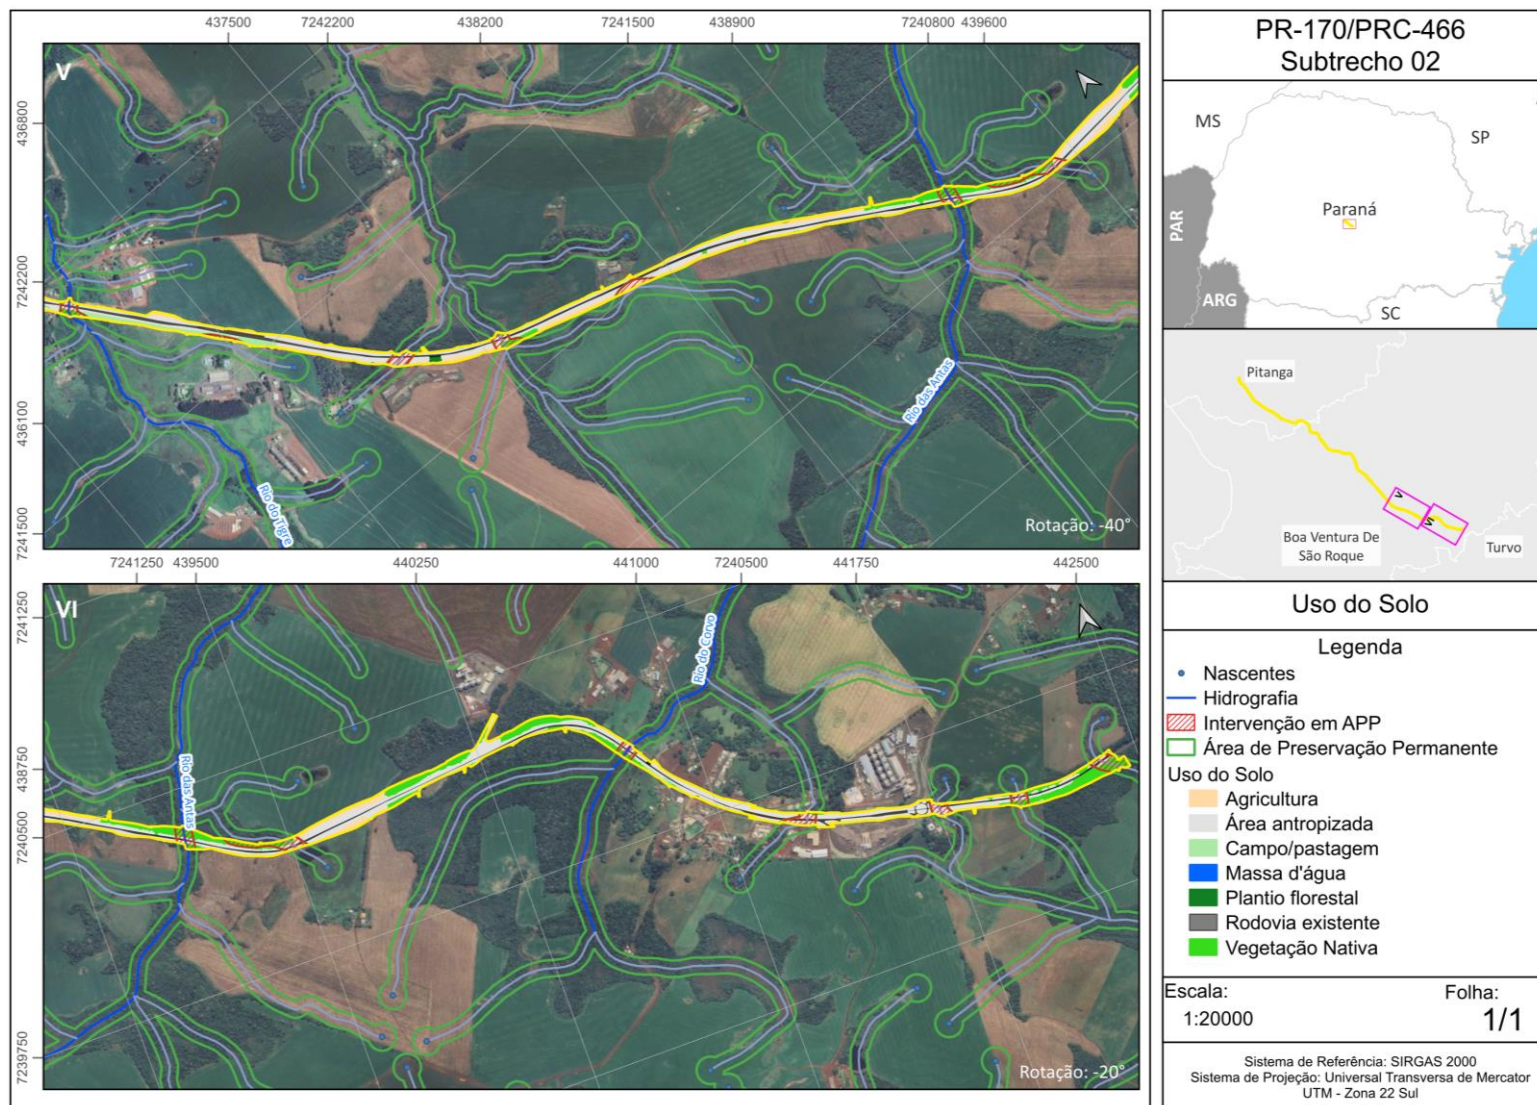 437500 7242200 438200 7241500 438900 7240800 439600
V
436800
7242200
436100
7241500
Rio do Tigre
Rio das Antas
Rotação: -40°
7241250 439500 440250 441000 7240500 441750 442500
VI
7241250
438750
7240500
7239750
Rio das Antas
Rio do Corvo
Rotação: -20°
PR-170/PRC-466
Subtrecho 02
MS
SP
PAR
Paraná
ARG
SC
Pitanga
V
VI
Boa Ventura De
São Roque
Turvo
Uso do Solo
Legenda
Nascentes
Hidrografia
Intervenção em APP
Área de Preservação Permanente
Uso do Solo
Agricultura
Área antropizada
Campo/pastagem
Massa d'água
Plantio florestal
Rodovia existente
Vegetação Nativa
Escala:
1:20000
Folha:
1/1
Sistema de Referência: SIRGAS 2000
Sistema de Projeção: Universal Transversa de Mercator
UTM - Zona 22 Sul